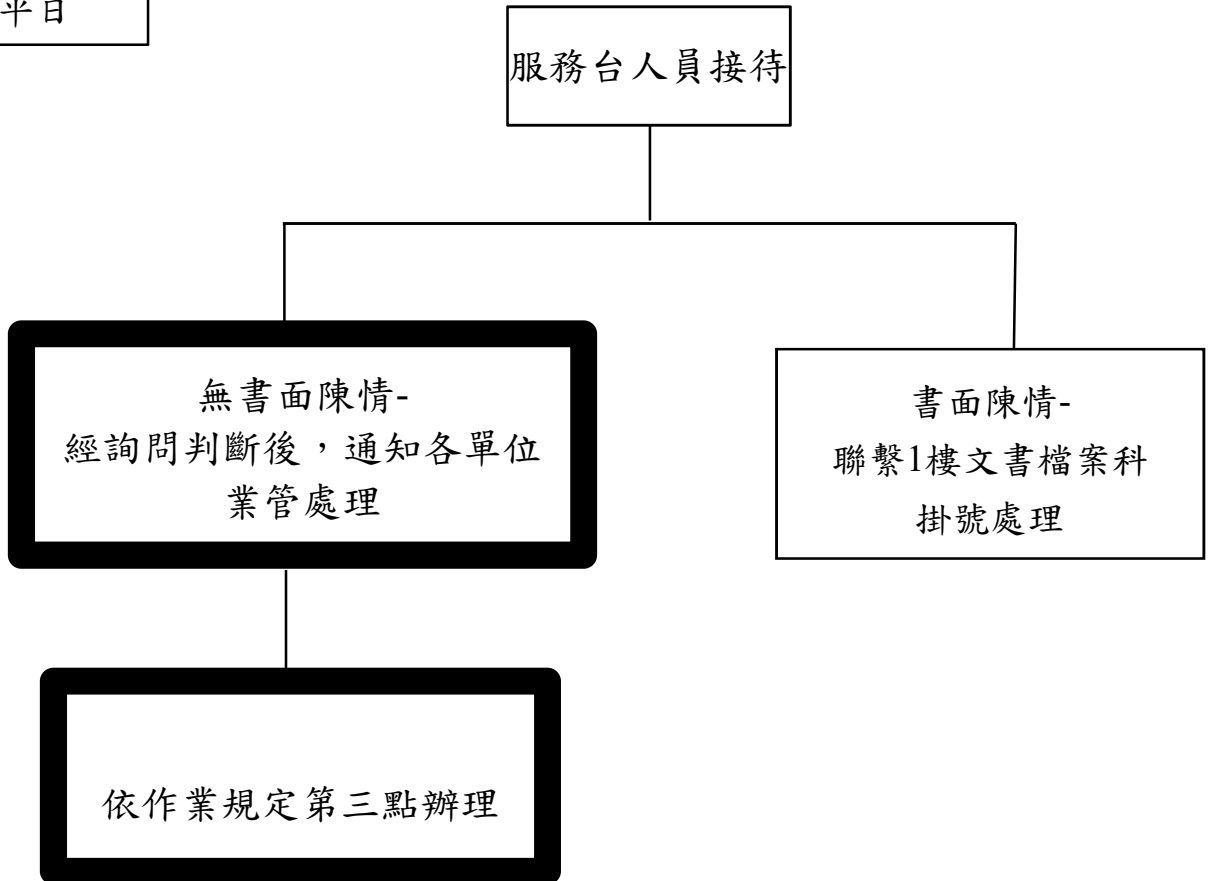 平日
服務台人員接待
無書面陳情-
經詢問判斷後，通知各單位
業管處理
書面陳情-
聯繫1樓文書檔案科
掛號處理
依作業規定第三點辦理